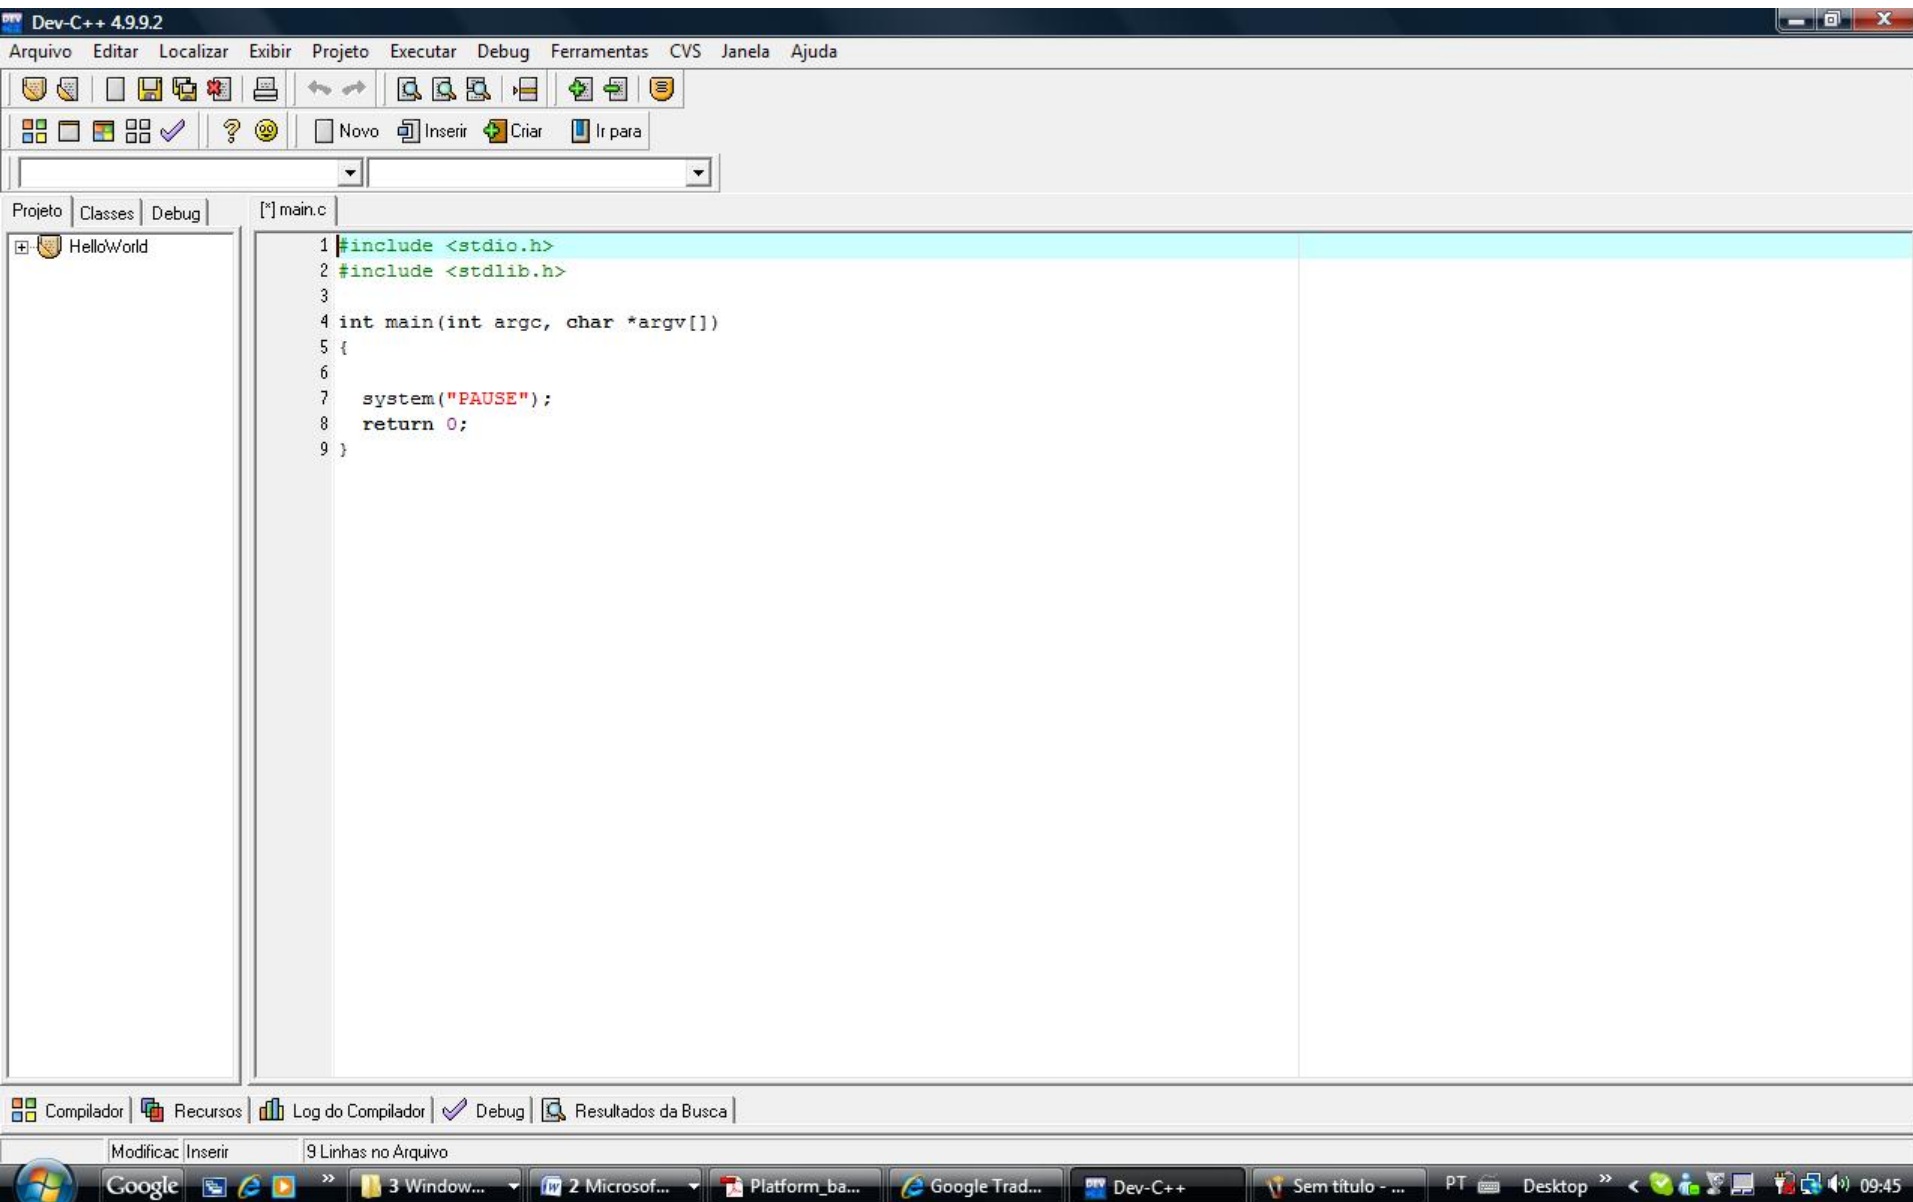 Dev-C++ 4.9.9.2
Arquivo Editar Localizar Exibir Projeto Executar Debug Ferramentas CVS Janela Ajuda
Novo Inserir Criar Ir para
Projeto Classes Debug [*] main.c
HelloWorld
1 #include <stdio.h>
2 #include <stdlib.h>
3
4 int main(int argc, char *argv[])
5 {
6
7 system("PAUSE");
8 return 0;
9 }
Compilador Recursos Log do Compilador Debug Resultados da Busca
Modificac Inserir 9 Linhas no Arquivo
Google » 3 Window... 2 Microsof... Platform_ba... Google Trad... Dev-C++ Sem título - ... PT Desktop » < 09:45